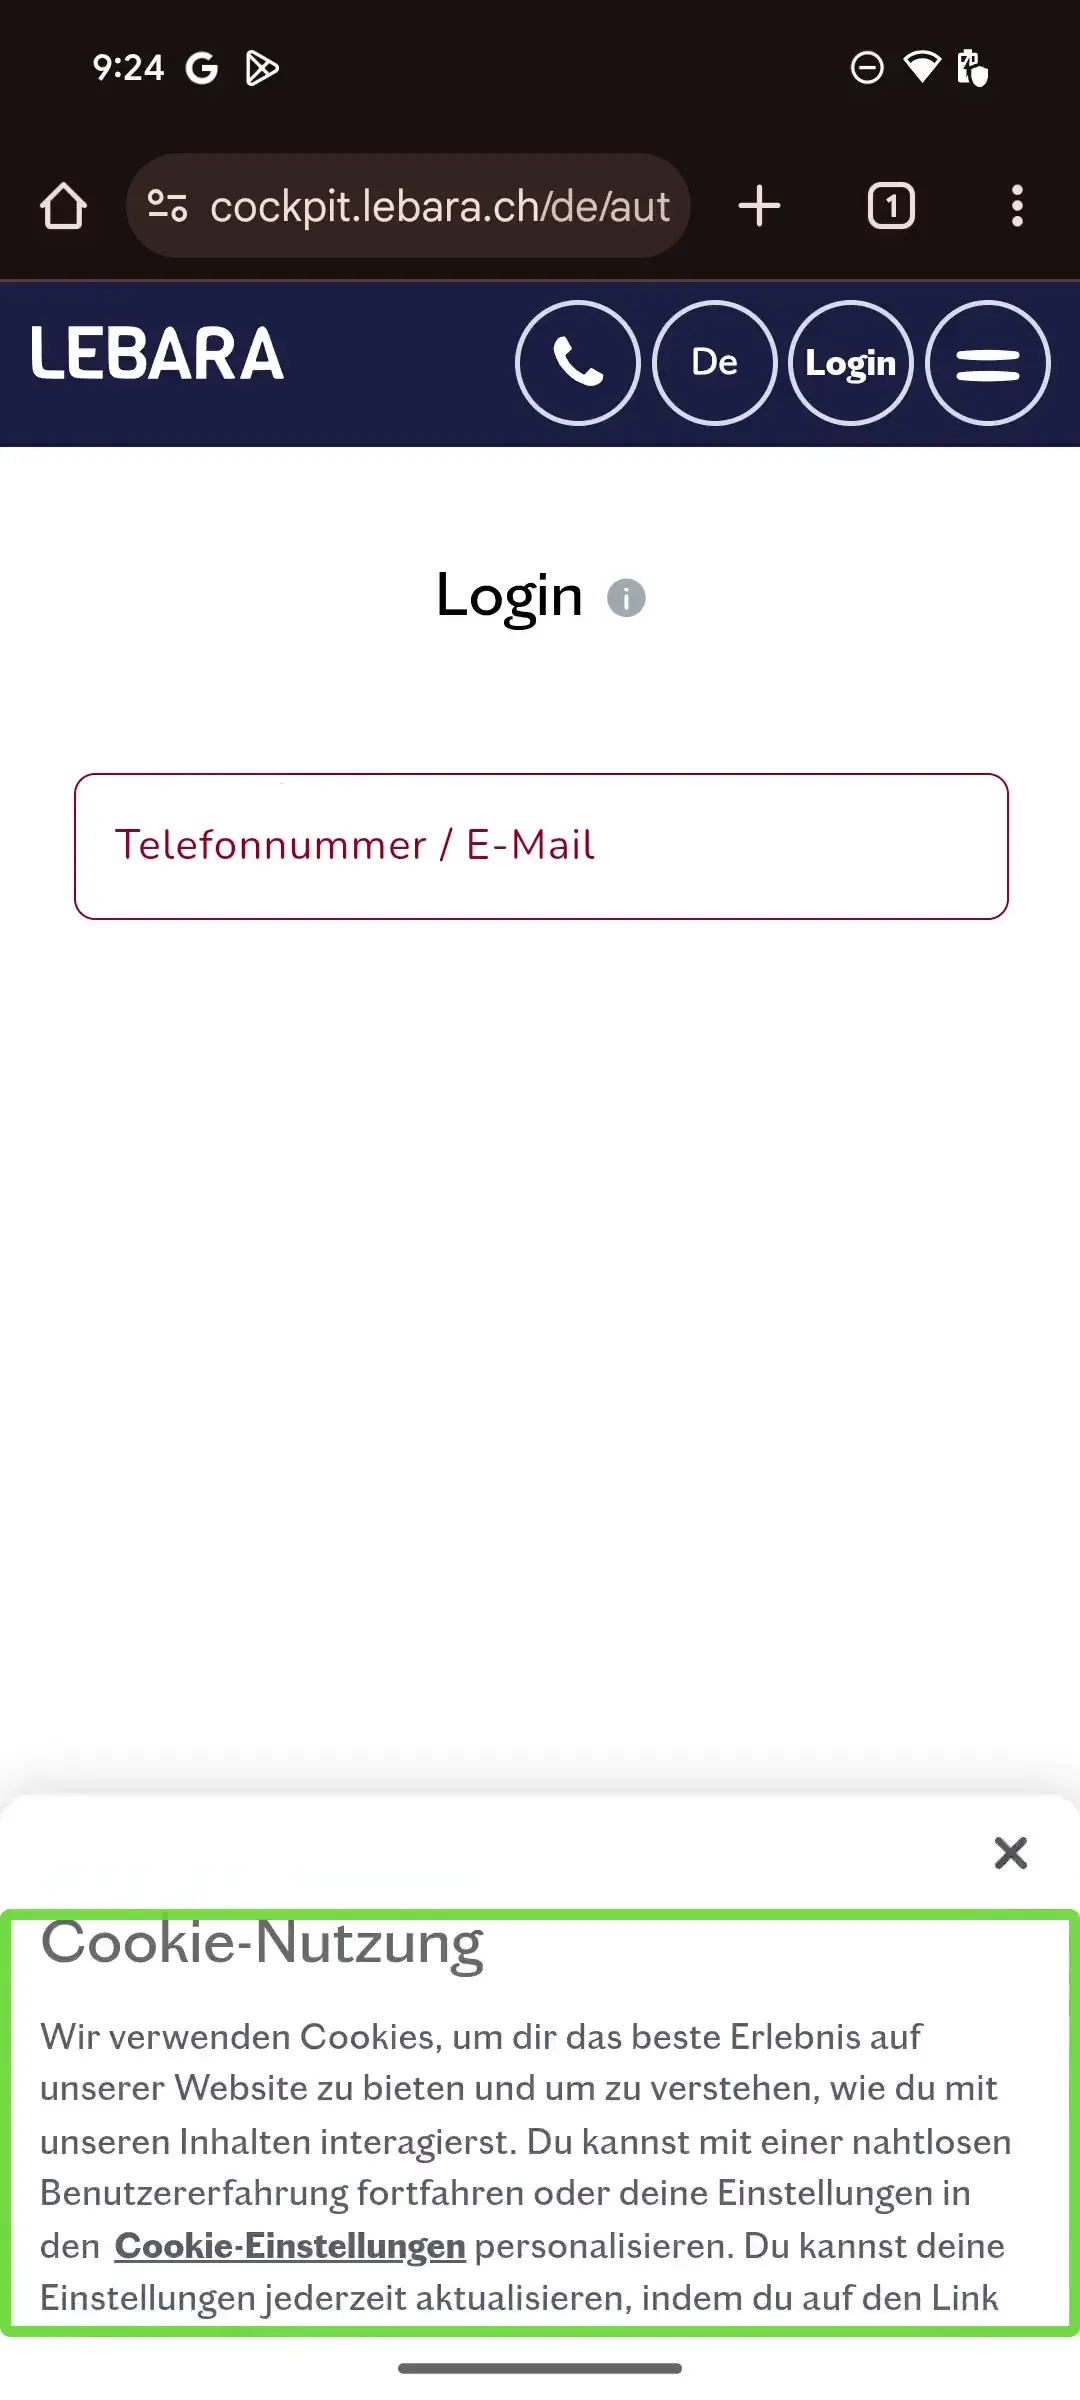 9:24
cockpit.lebara.ch/de/aut
1
LEBARA
De
Login
Login
Telefonnummer / E-Mail
Cookie-Nutzung
Wir verwenden Cookies, um dir das beste Erlebnis auf
unserer Website zu bieten und um zu verstehen, wie du mit
unseren Inhalten interagierst. Du kannst mit einer nahtlosen
Benutzererfahrung fortfahren oder deine Einstellungen in
den Cookie-Einstellungen personalisieren. Du kannst deine
Einstellungen jederzeit aktualisieren, indem du auf den Link